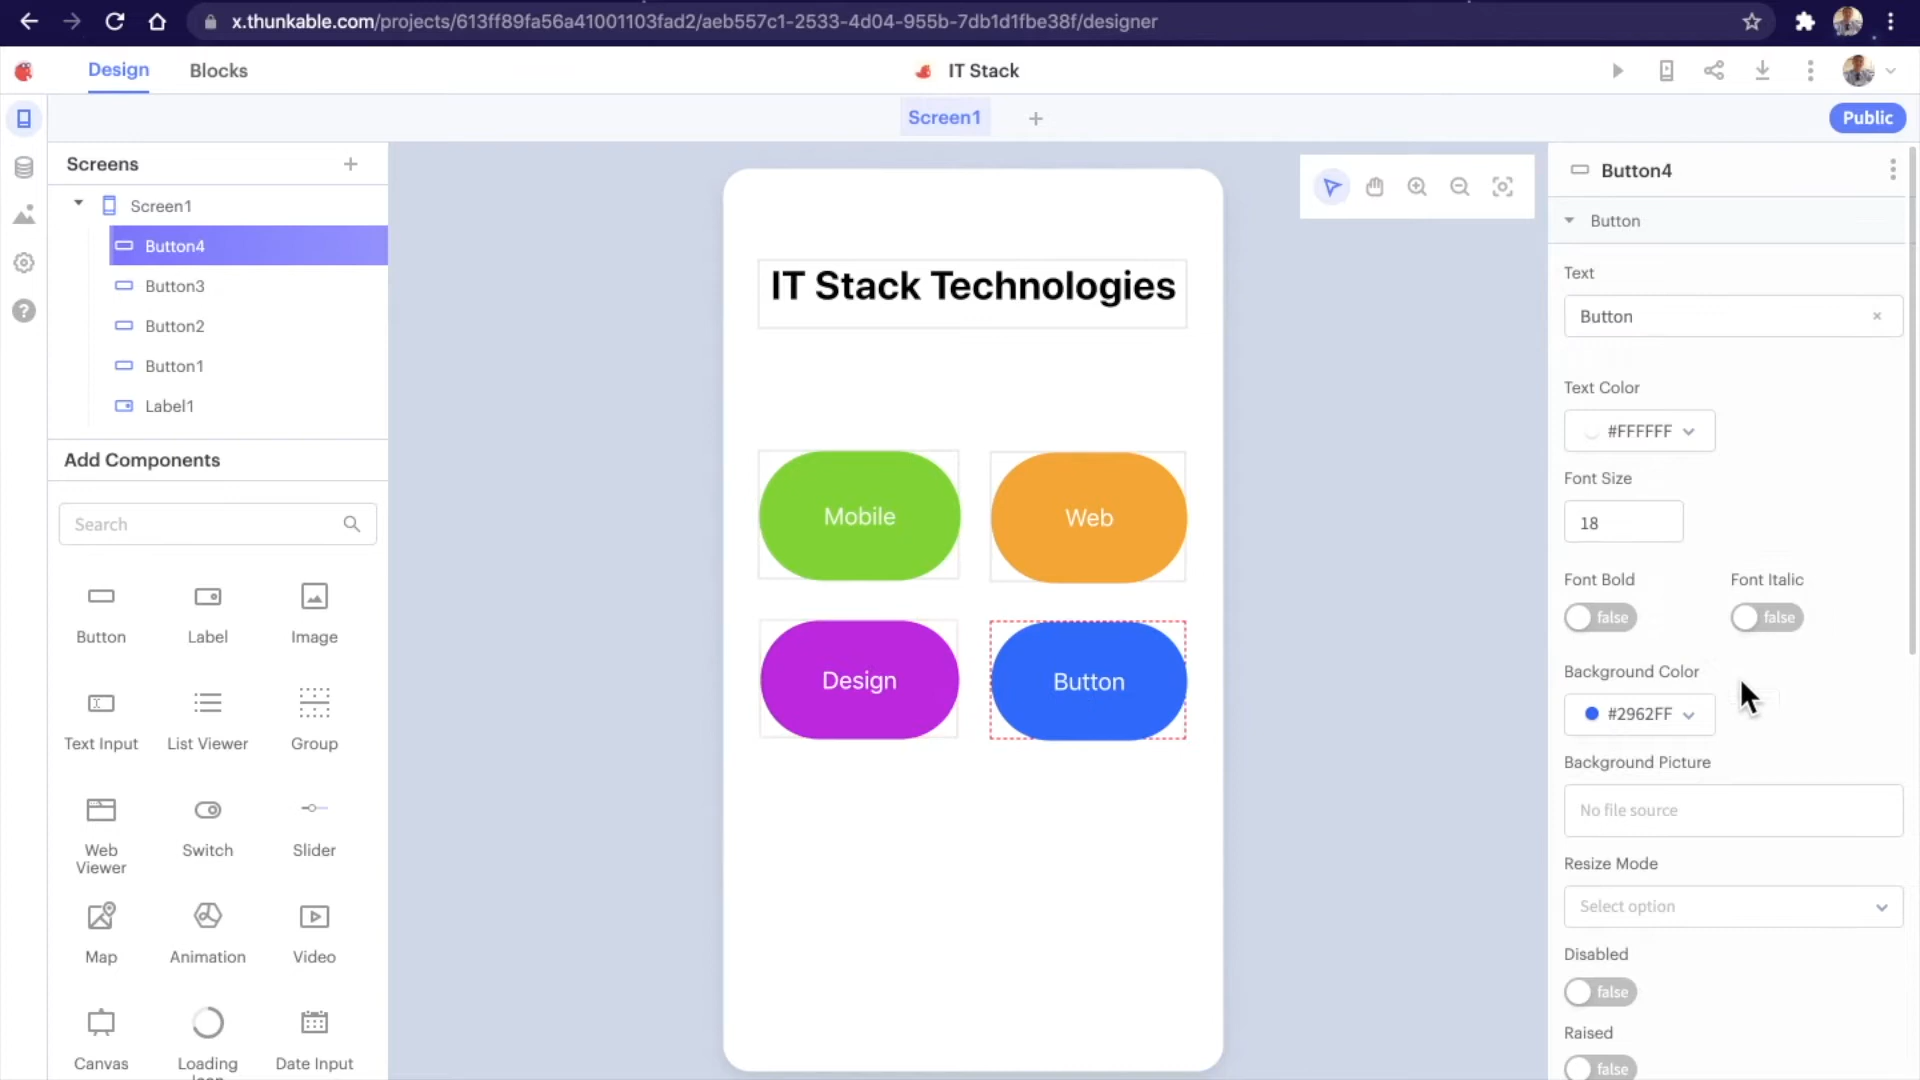 x.thunkable.com/projects/613ff89fa56a41001103fad2/aeb557c1-2533-4d04-955b-7db1d1fbe38f/designer
Design
Blocks
IT Stack
Screen1
Public
Screens
Screen1
Button4
Button3
Button2
Button1
Label1
Add Components
Search
Button
Label
Image
Text Input
List Viewer
Group
Web
Viewer
Switch
Slider
Map
Animation
Video
Canvas
Loading
Date Input
IT Stack Technologies
Mobile
Web
Design
Button
Button4
Button
Text
Button
Text Color
#FFFFFF
Font Size
18
Font Bold
Font Italic
false
false
Background Color
#2962FF
Background Picture
No file source
Resize Mode
Select option
Disabled
false
Raised
false